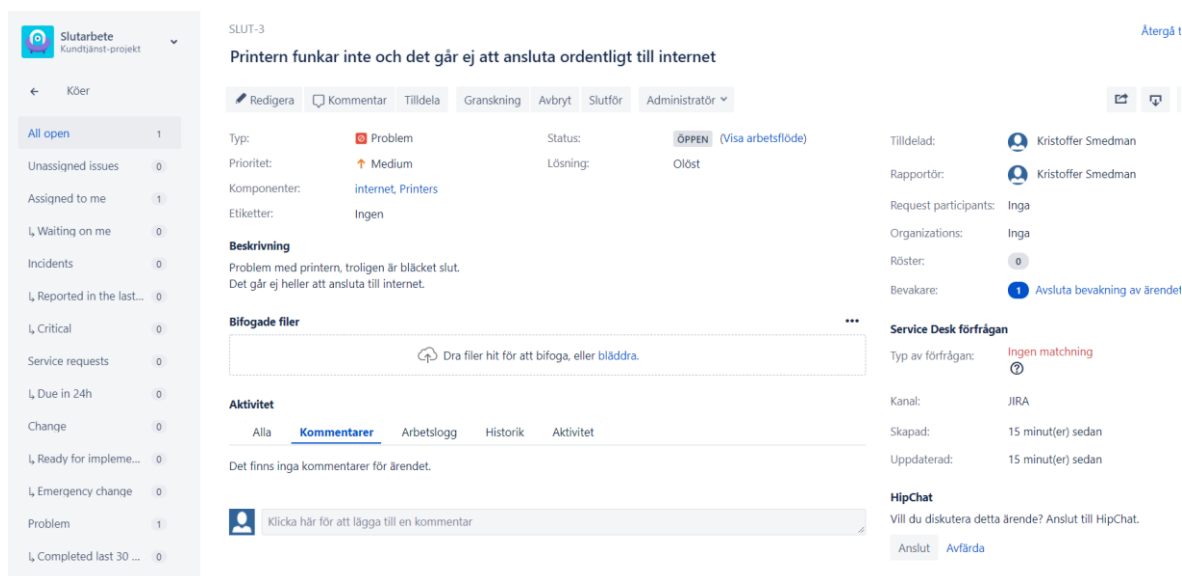 Slutarbete
Kundtjänst-projekt
← Köer
All open 1
Unassigned issues 0
Assigned to me 1
Waiting on me 0
Incidents 0
Reported in the last... 0
Critical 0
Service requests 0
Due in 24h 0
Change 0
Ready for impleme... 0
Emergency change 0
Problem 1
Completed last 30 ... 0
SLUT-3
Återgå t
Printern funkar inte och det går ej att ansluta ordentligt till internet
Redigera Kommentar Tilldela Granskning Avbryt Slutför Administratör
Typ: Problem Status: ÖPPEN (Visa arbetsflöde)
Prioritet: Medium Lösning: Olöst
Komponenter: internet, Printers
Etiketter: Ingen
Beskrivning
Problem med printern, troligen är bläcket slut.
Det går ej heller att ansluta till internet.
Bifogade filer •••
Dra filer hit för att bifoga, eller bläddra.
Aktivitet
Alla Kommentarer Arbetslogg Historik Aktivitet
Det finns inga kommentarer för ärendet.
Klicka här för att lägga till en kommentar
Tilldelad: Kristoffer Smedman
Rapportör: Kristoffer Smedman
Request participants: Inga
Organizations: Inga
Röster: 0
Bevakare: 1 Avsluta bevakning av ärendet
Service Desk förfrågan
Typ av förfrågan: Ingen matchning
Kanal: JIRA
Skapad: 15 minut(er) sedan
Uppdaterad: 15 minut(er) sedan
HipChat
Vill du diskutera detta ärende? Anslut till HipChat.
Anslut Avfärda